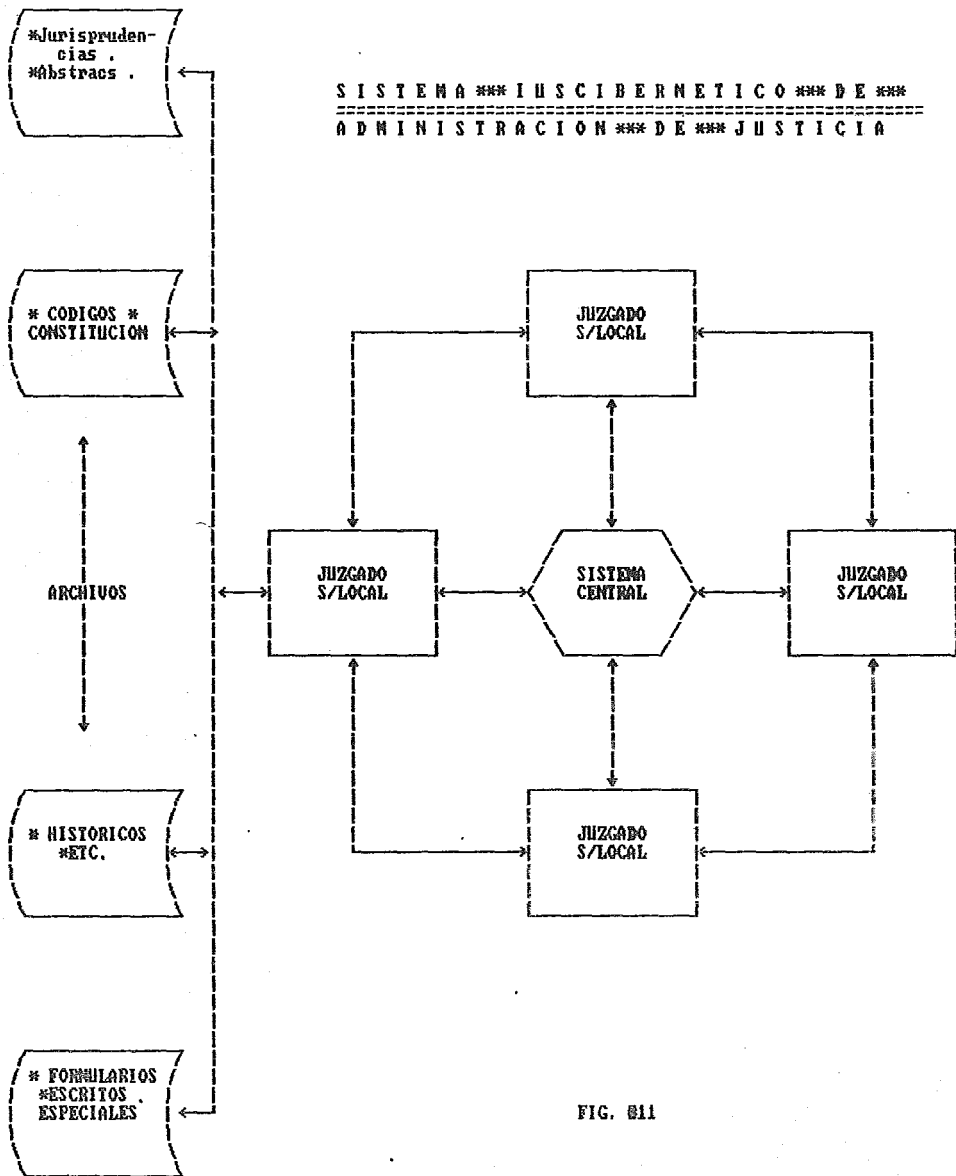 *Jurispruden-
cias .
*Abstracs .
S I S T E M A *** I U S C I B E R N E T I C O *** D E ***
=================================================
A D M I N I S T R A C I O N *** D E *** J U S T I C I A
* CODIGOS *
CONSTITUCION
JUZGADO
S/LOCAL
ARCHIVOS
JUZGADO
S/LOCAL
SISTEMA
CENTRAL
JUZGADO
S/LOCAL
* HISTORICOS
*ETC.
JUZGADO
S/LOCAL
* FORMULARIOS
*ESCRITOS .
ESPECIALES
FIG. 011